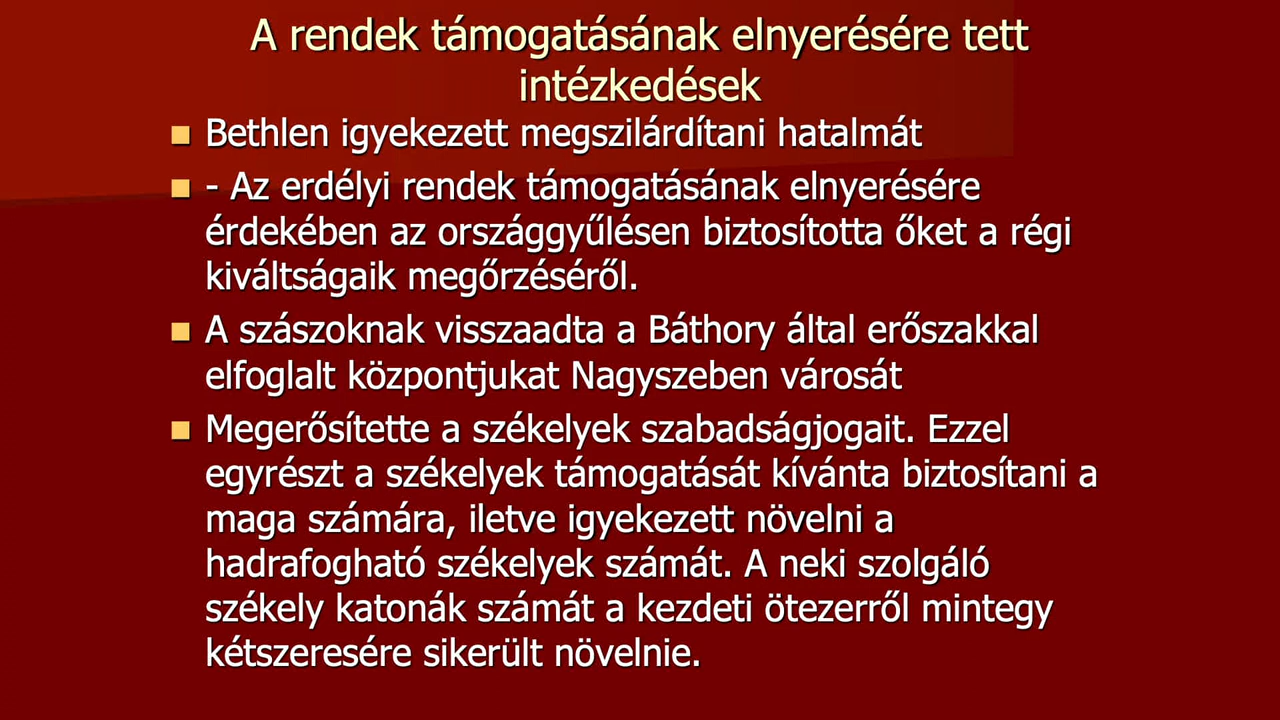 A rendek támogatásának elnyerésére tett
intézkedések
Bethlen igyekezett megszilárdítani hatalmát
- Az erdélyi rendek támogatásának elnyerésére
érdekében az országgyűlésen biztosította őket a régi
kiváltságaik megőrzéséről.
A szászoknak visszaadta a Báthory által erőszakkal
elfoglalt központjukat Nagyszeben városát
Megerősítette a székelyek szabadságjogait. Ezzel
egyrészt a székelyek támogatását kívánta biztosítani a
maga számára, iletve igyekezett növelni a
hadrafogható székelyek számát. A neki szolgáló
székely katonák számát a kezdeti ötezerről mintegy
kétszeresére sikerült növelnie.